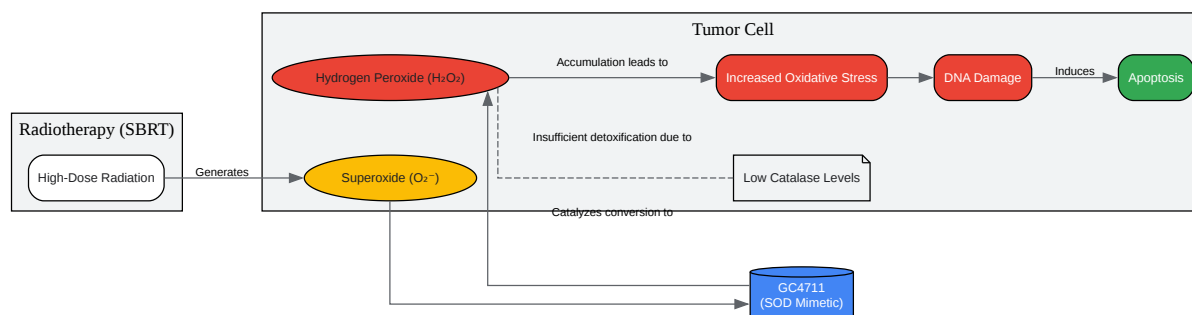 Tumor Cell
Hydrogen Peroxide (H₂O₂)
Accumulation leads to
Increased Oxidative Stress
DNA Damage
Induces
Apoptosis
Radiotherapy (SBRT)
High-Dose Radiation
Generates
Superoxide (O₂⁻)
Insufficient detoxification due to
Low Catalase Levels
Catalyzes conversion to
GC4711
(SOD Mimetic)